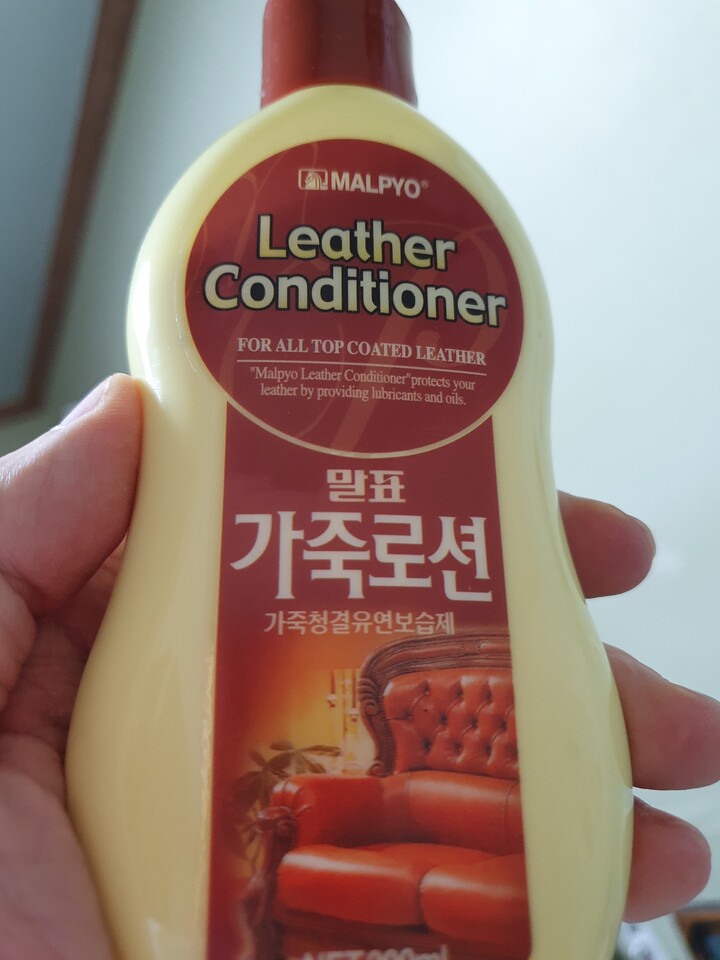 MALPYO®
Leather
Conditioner
FOR ALL TOP COATED LEATHER
"Malpyo Leather Conditioner"protects your
leather by providing lubricants and oils.
말표
가죽로션
가죽청결유연보습제
NET